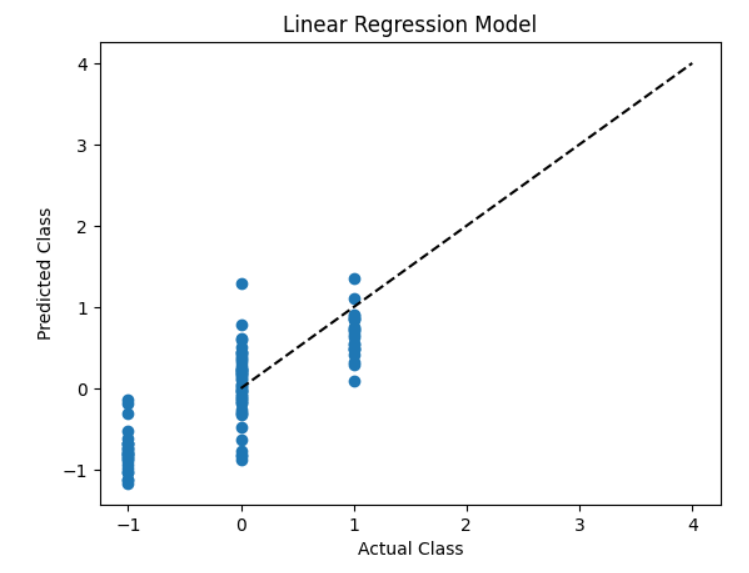 Linear Regression Model
4
3
2
1
0
−1
Predicted Class
−1 0 1 2 3 4
Actual Class